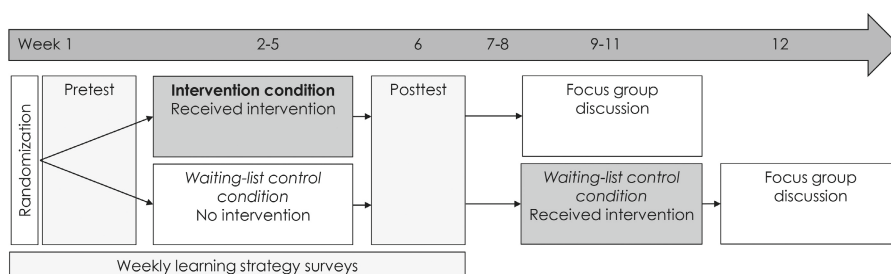 Week 1 2-5 6 7-8 9-11 12
Randomization
Pretest
Intervention condition
Received intervention
Waiting-list control
condition
No intervention
Posttest
Focus group
discussion
Waiting-list control
condition
Received intervention
Focus group
discussion
Weekly learning strategy surveys